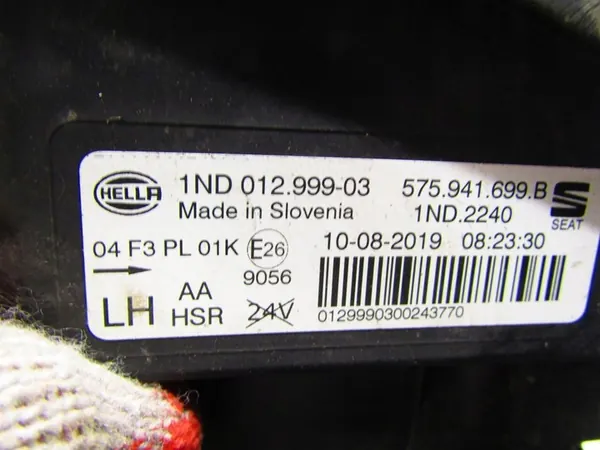 HELLA
1ND 012.999-03 575.941.699.B
Made in Slovenia 1ND.2240
SEAT
04 F3 PL 01K E26 10-08-2019 08:23:30
9056
LH AA
HSR 24V 0129990300243770